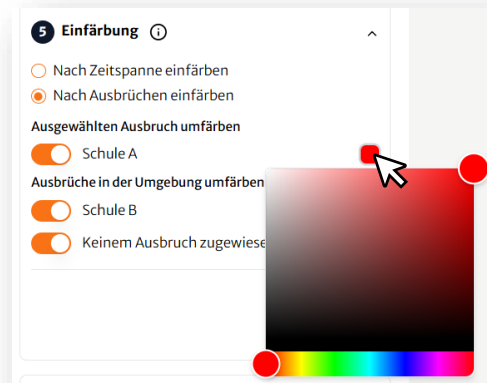 5 Einfärbung i
Nach Zeitspanne einfärben
Nach Ausbrüchen einfärben
Ausgewählten Ausbruch umfärben
Schule A
Ausbrüche in der Umgebung umfärben
Schule B
Keinem Ausbruch zugewiese